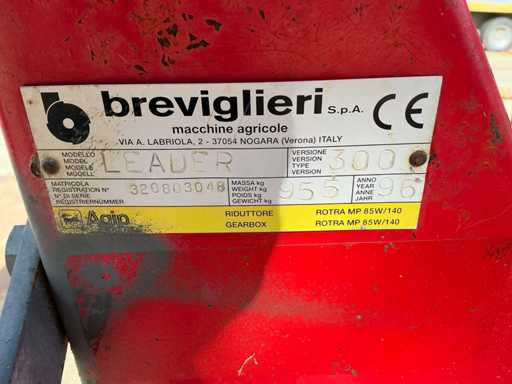 b breviglieri S.p.A. CE
macchine agricole
VIA A. LABRIOLA, 2 - 37054 NOGARA (Verona) ITALY
MODELLO
MODEL
MODELE
MODELL
LEADER
VERSIONE
VERSION
TYPE
VERSION
300
MATRICOLA
REGISTRATION N°
N° DI SERIE
REGISTRIERNUMMER
320803048
MASSA kg
WEIGHT kg
POIDS kg
GEWICHT kg
955
ANNO
YEAR
ANNE
JAHR
96
Agip
RIDUTTORE ROTRA MP 85W/140
GEARBOX ROTRA MP 85W/140